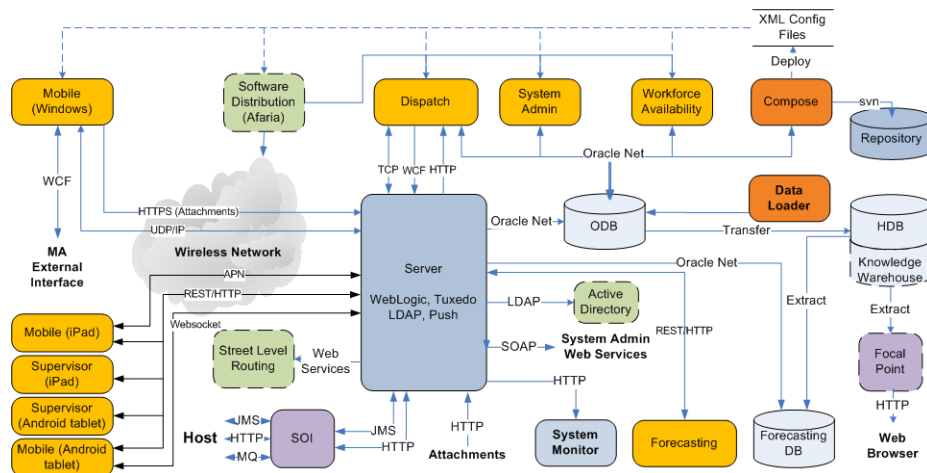 XML Config
Files
Deploy
Mobile
(Windows)
Software
Distribution
(Afaria)
Dispatch
System
Admin
Workforce
Availability
Compose
svn
Repository
Oracle Net
WCF
TCP
WCF
HTTP
HTTPS (Attachments)
UDP/IP
Wireless Network
MA
External
Interface
Data
Loader
Oracle Net
ODB
Transfer
HDB
Knowledge
Warehouse
Server
WebLogic, Tuxedo
LDAP, Push
Oracle Net
APN
REST/HTTP
Websocket
LDAP
Active
Directory
Extract
Extract
REST/HTTP
SOAP
System Admin
Web Services
Mobile (iPad)
Supervisor
(iPad)
Supervisor
(Android tablet)
Mobile (Android
tablet)
Street Level
Routing
Web
Services
Focal
Point
HTTP
HTTP
Web
Browser
Host
JMS
HTTP
MQ
SOI
JMS
HTTP
HTTP
Attachments
System
Monitor
Forecasting
Forecasting
DB